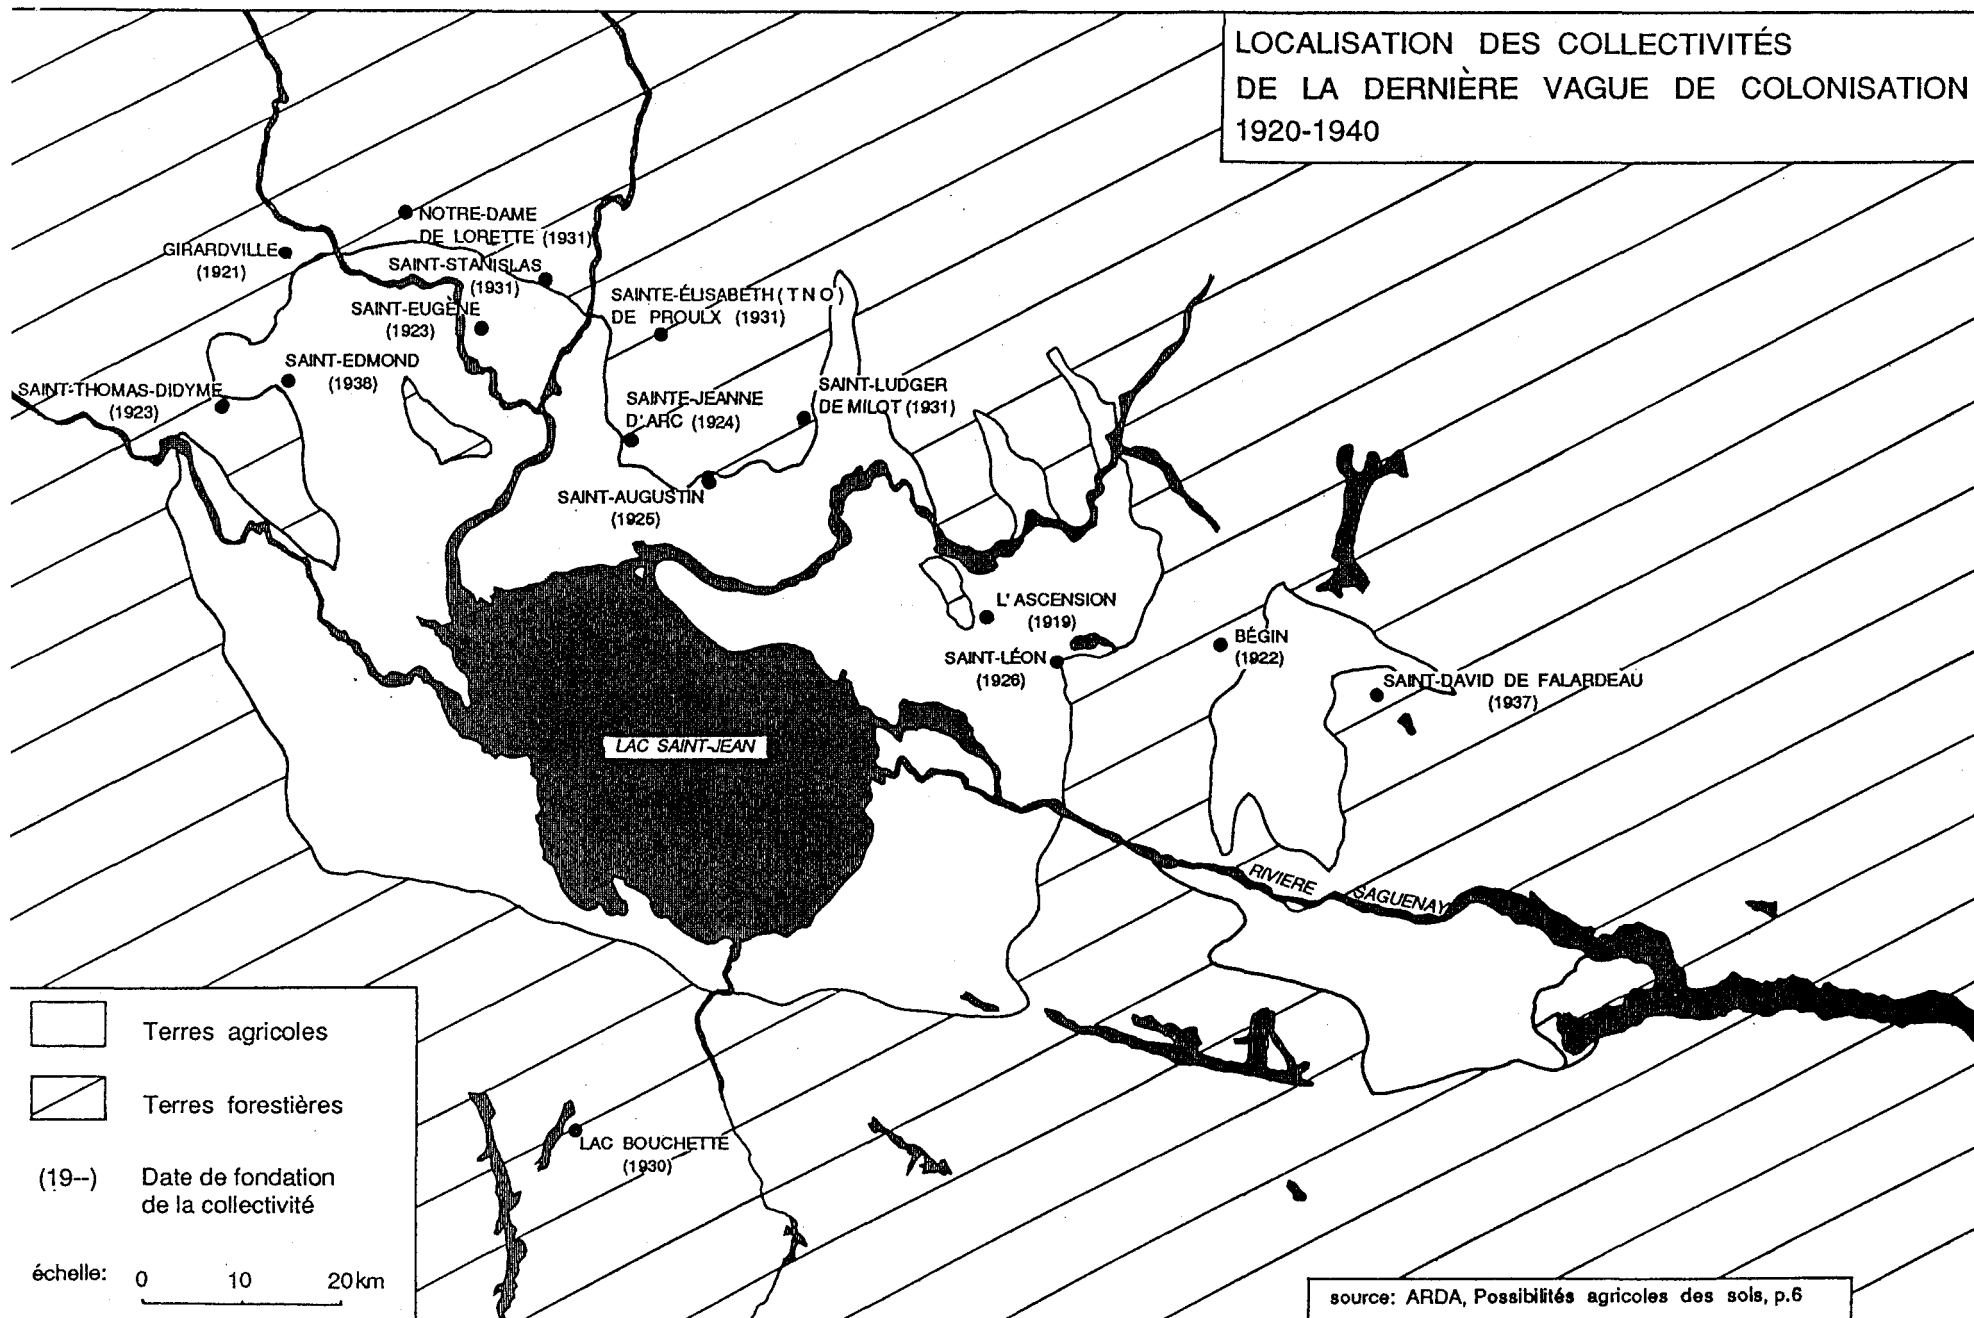 LOCALISATION DES COLLECTIVITÉS
DE LA DERNIÈRE VAGUE DE COLONISATION
1920-1940
NOTRE-DAME
DE LORETTE (1931)
GIRARDVILLE
(1921)
SAINT-STANISLAS
(1931)
SAINT-EUGÈNE
(1923)
SAINTE-ÉLISABETH (TNO)
DE PROULX (1931)
SAINT-EDMOND
(1938)
SAINT-THOMAS-DIDYME
(1923)
SAINTE-JEANNE
D'ARC (1924)
SAINT-LUDGER
DE MILOT (1931)
SAINT-AUGUSTIN
(1925)
L'ASCENSION
(1919)
SAINT-LÉON
(1926)
BÉGIN
(1922)
SAINT-DAVID DE FALARDEAU
(1937)
LAC SAINT-JEAN
RIVIERE SAGUENAY
LAC BOUCHETTE
(1930)
Terres agricoles
Terres forestières
(19--) Date de fondation
de la collectivité
échelle: 0 10 20 km
source: ARDA, Possibilités agricoles des sols, p.6